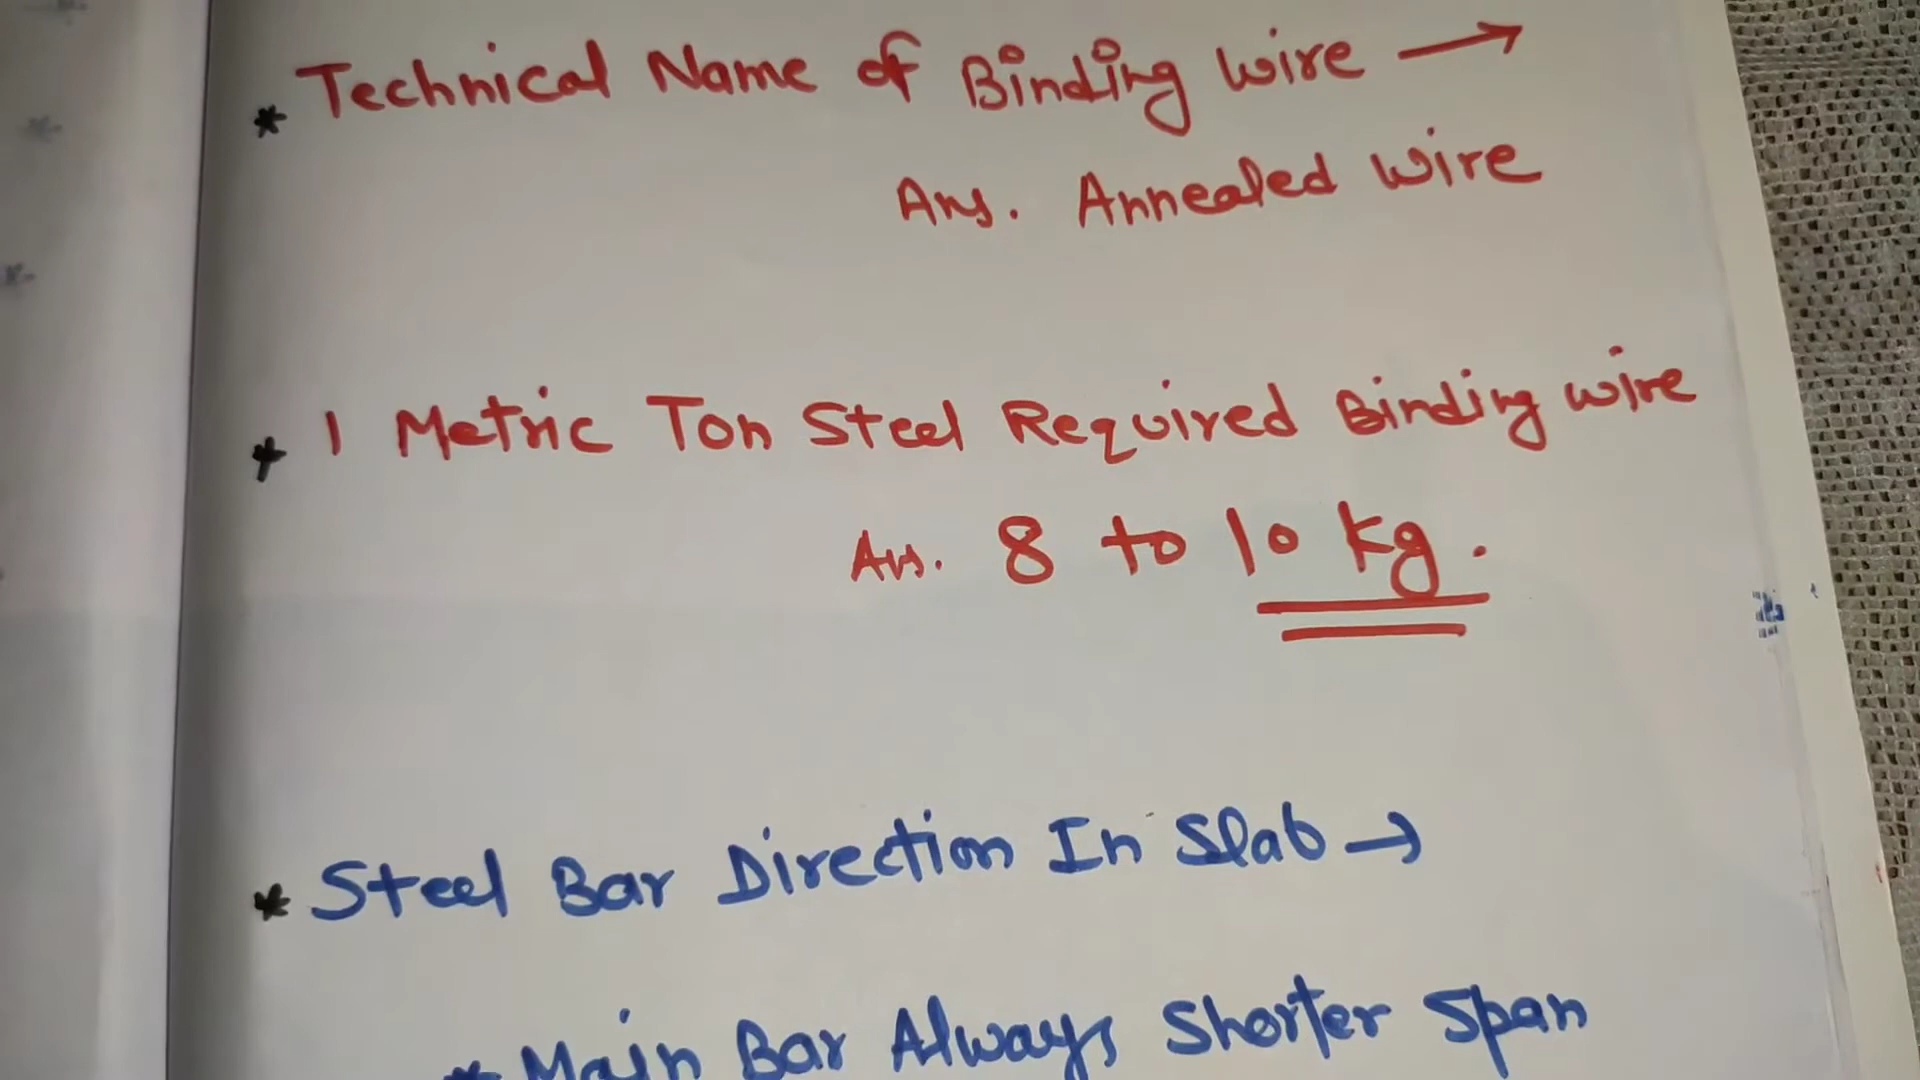 * Technical Name of Binding Wire →
Ans. Annealed Wire
* 1 Metric Ton Steel Required Binding Wire
Ans. 8 to 10 kg.
* Steel Bar Direction In Slab →
* Main Bar Always Shorter Span